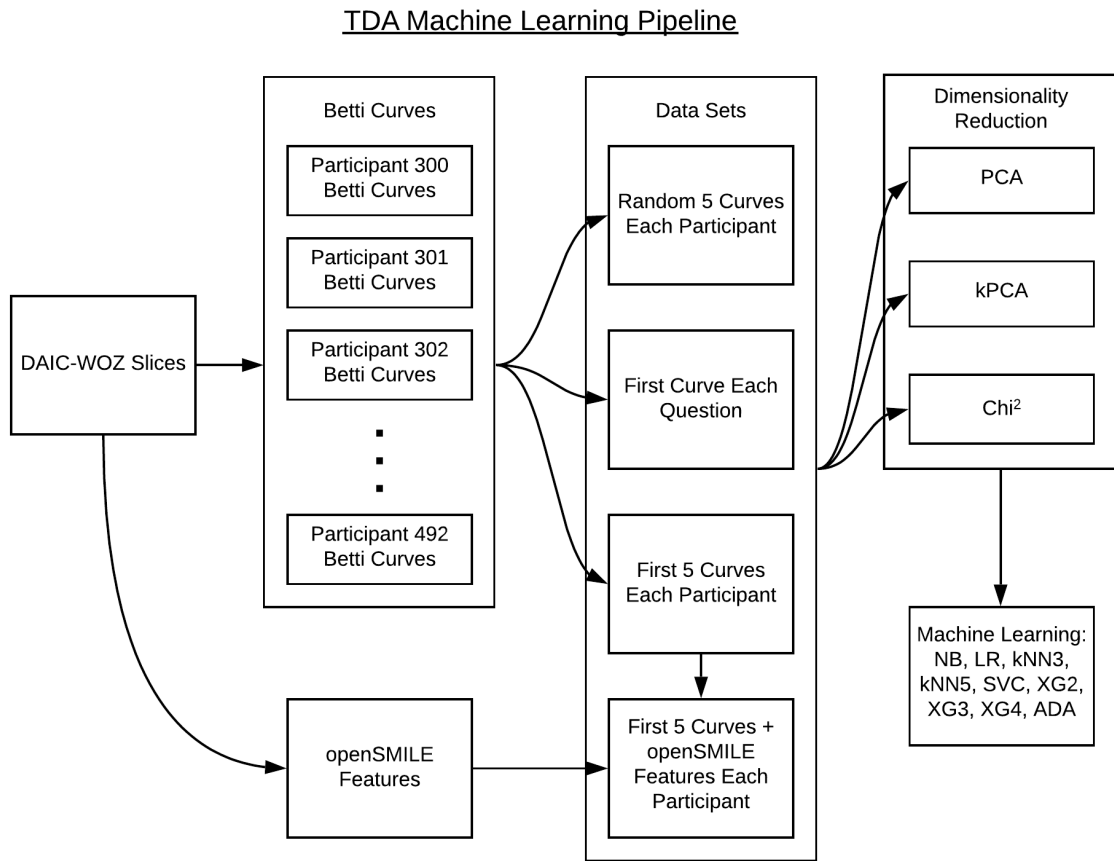 TDA Machine Learning Pipeline
DAIC-WOZ Slices
Betti Curves
Participant 300
Betti Curves
Participant 301
Betti Curves
Participant 302
Betti Curves
Participant 492
Betti Curves
openSMILE
Features
Data Sets
Random 5 Curves
Each Participant
First Curve Each
Question
First 5 Curves
Each Participant
First 5 Curves +
openSMILE
Features Each
Participant
Dimensionality
Reduction
PCA
kPCA
Chi²
Machine Learning:
NB, LR, kNN3,
kNN5, SVC, XG2,
XG3, XG4, ADA